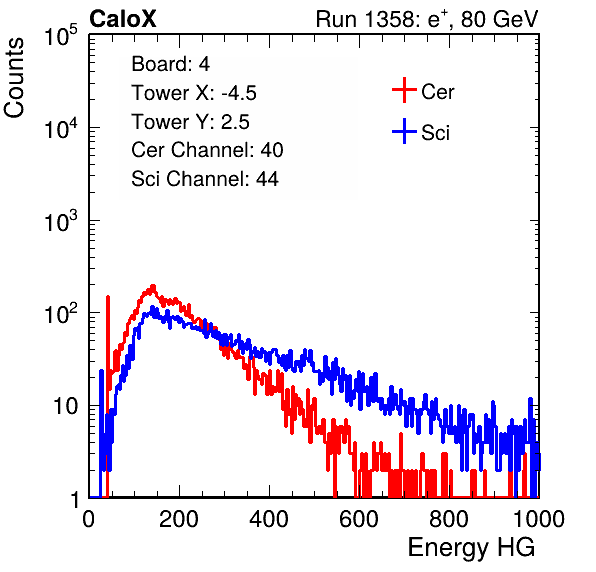 CaloX Run 1358: e⁺, 80 GeV
Counts
10⁵
10⁴
10³
10²
10
1
Board: 4
Tower X: -4.5
Tower Y: 2.5
Cer Channel: 40
Sci Channel: 44
Cer
Sci
0 200 400 600 800 1000
Energy HG